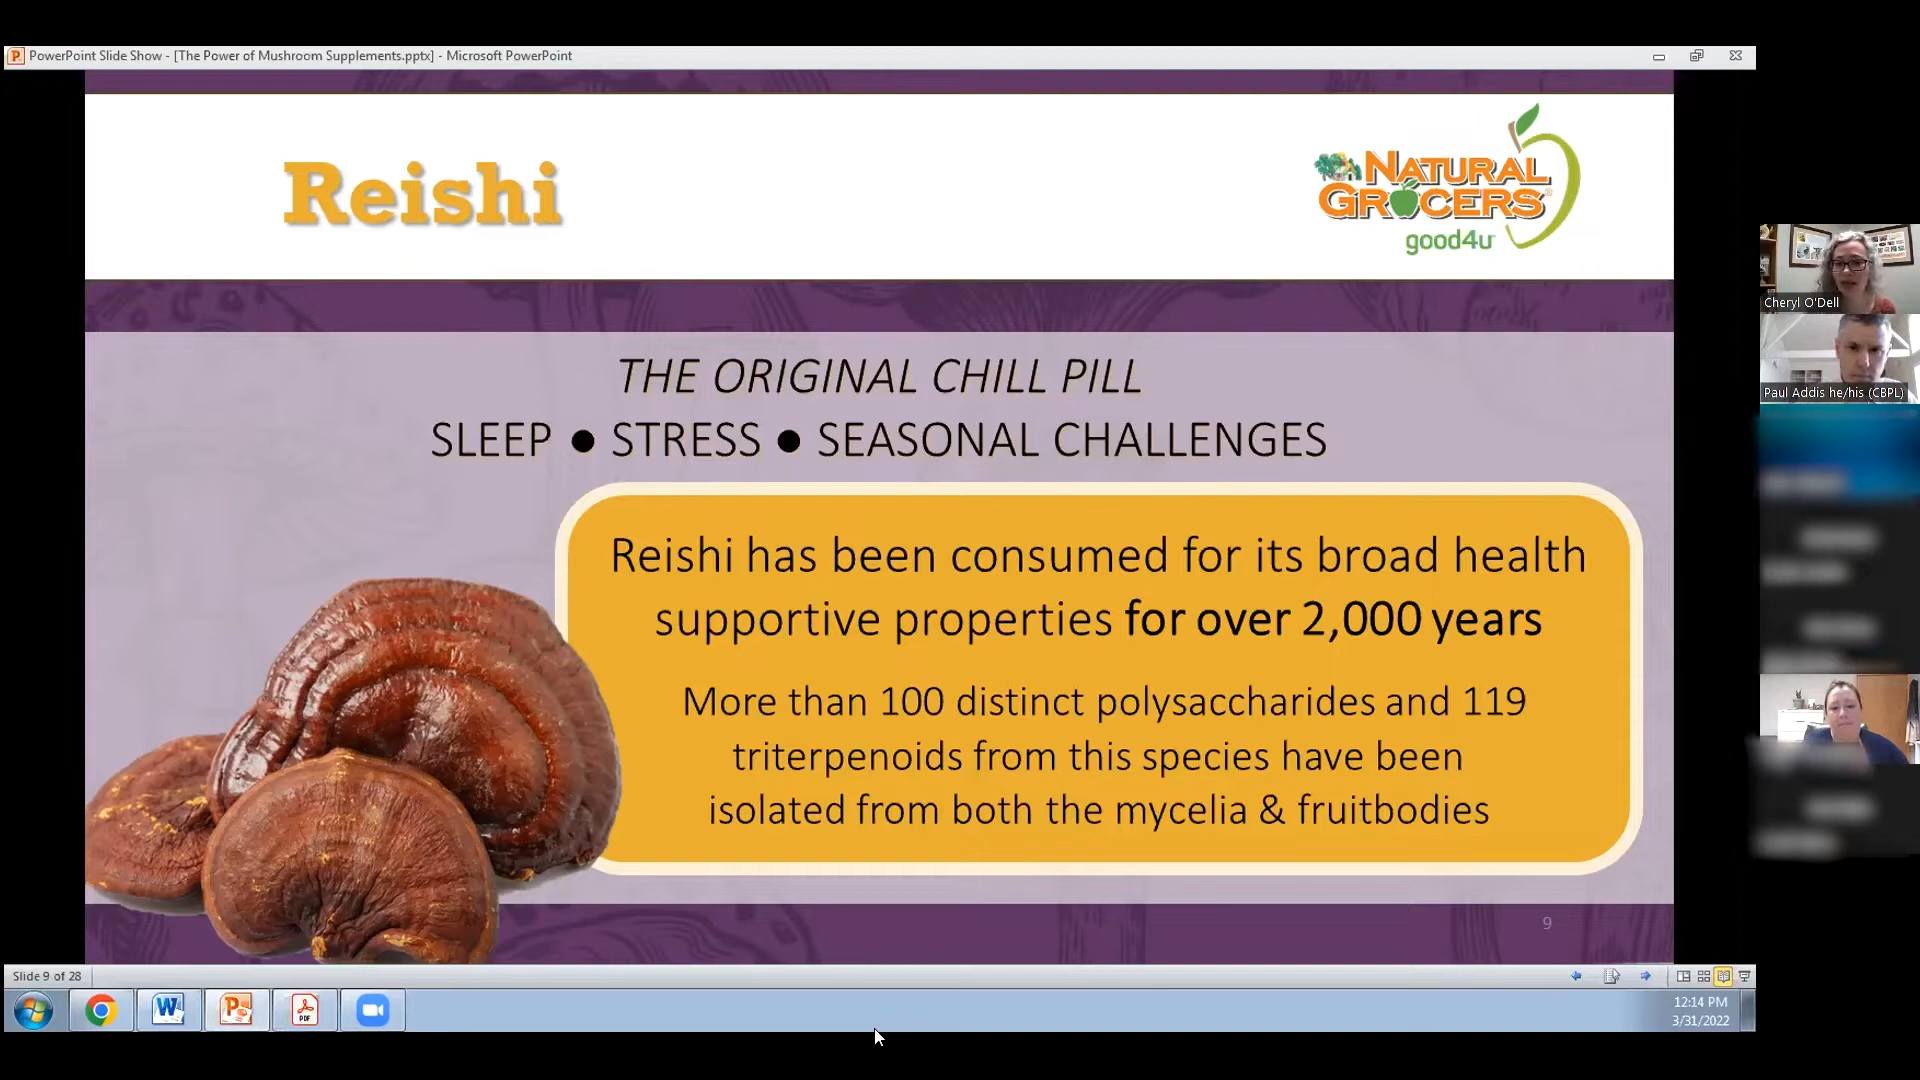 PowerPoint Slide Show - [The Power of Mushroom Supplements.pptx] - Microsoft PowerPoint
Reishi
NATURAL
GROCERS
good4u
THE ORIGINAL CHILL PILL
SLEEP ● STRESS ● SEASONAL CHALLENGES
Reishi has been consumed for its broad health
supportive properties for over 2,000 years
More than 100 distinct polysaccharides and 119
triterpenoids from this species have been
isolated from both the mycelia & fruitbodies
9
Cheryl O'Dell
Paul Addis he/his (CBPL)
Slide 9 of 28
PDF
12:14 PM
3/31/2022